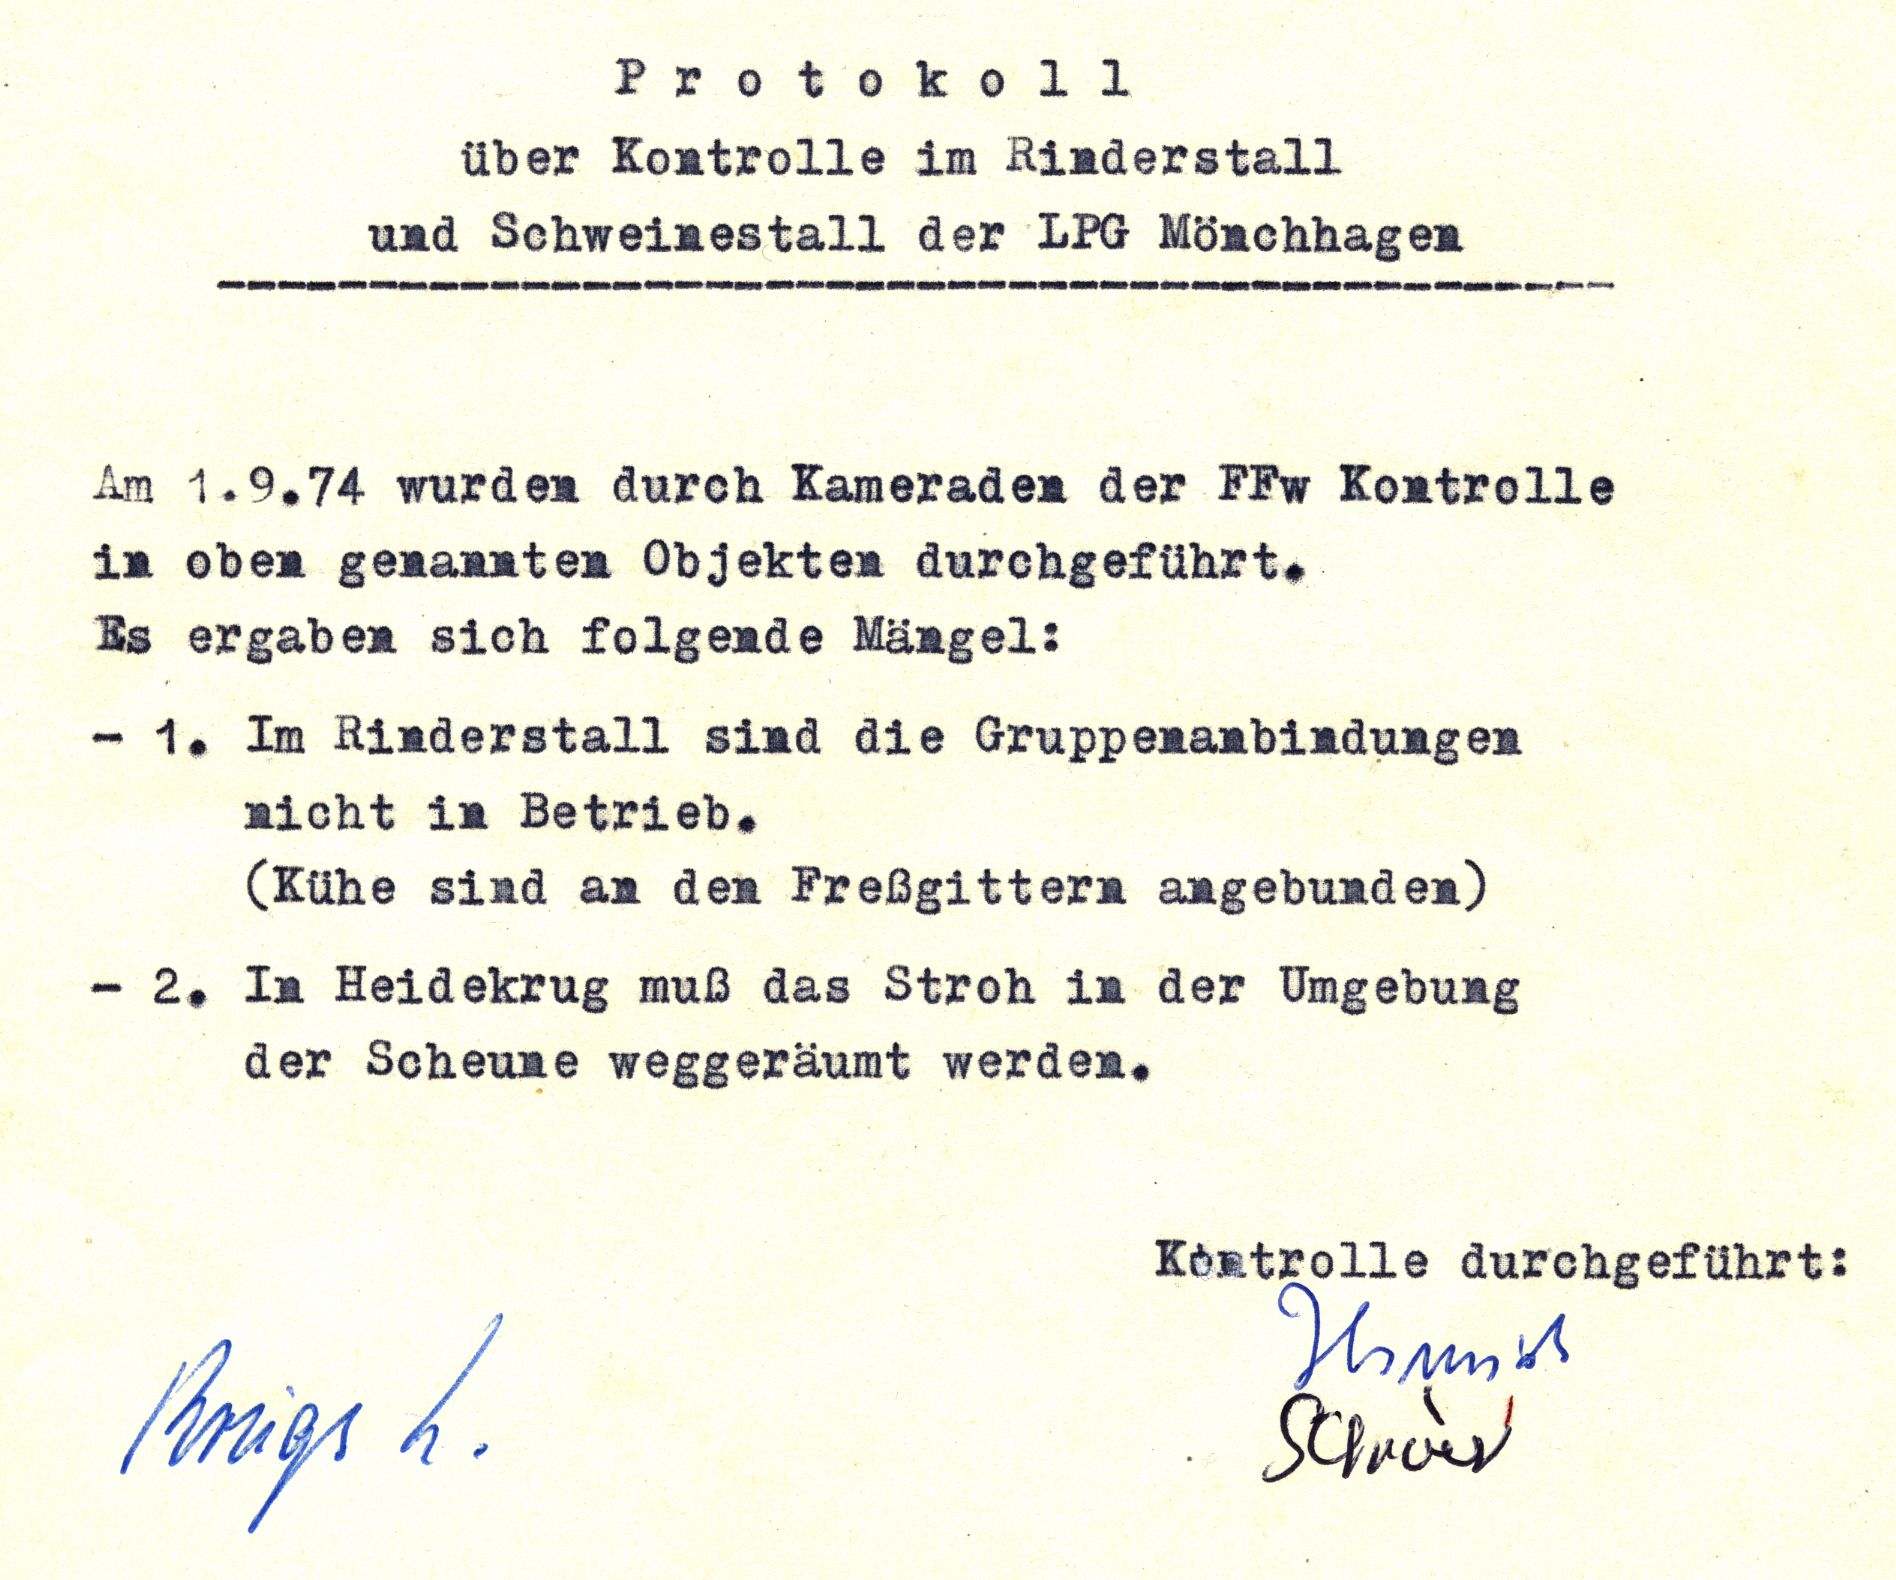 P r o t o k o l l
über Kontrolle im Rinderstall
und Schweinestall der LPG Mönchhagen
Am 1.9.74 wurden durch Kameraden der FFw Kontrolle
in oben genannten Objekten durchgeführt.
Es ergaben sich folgende Mängel:
- 1. Im Rinderstall sind die Gruppenanbindungen
nicht in Betrieb.
(Kühe sind an den Freßgittern angebunden)
- 2. In Heidekrug muß das Stroh in der Umgebung
der Scheune weggeräumt werden.
Kontrolle durchgeführt: